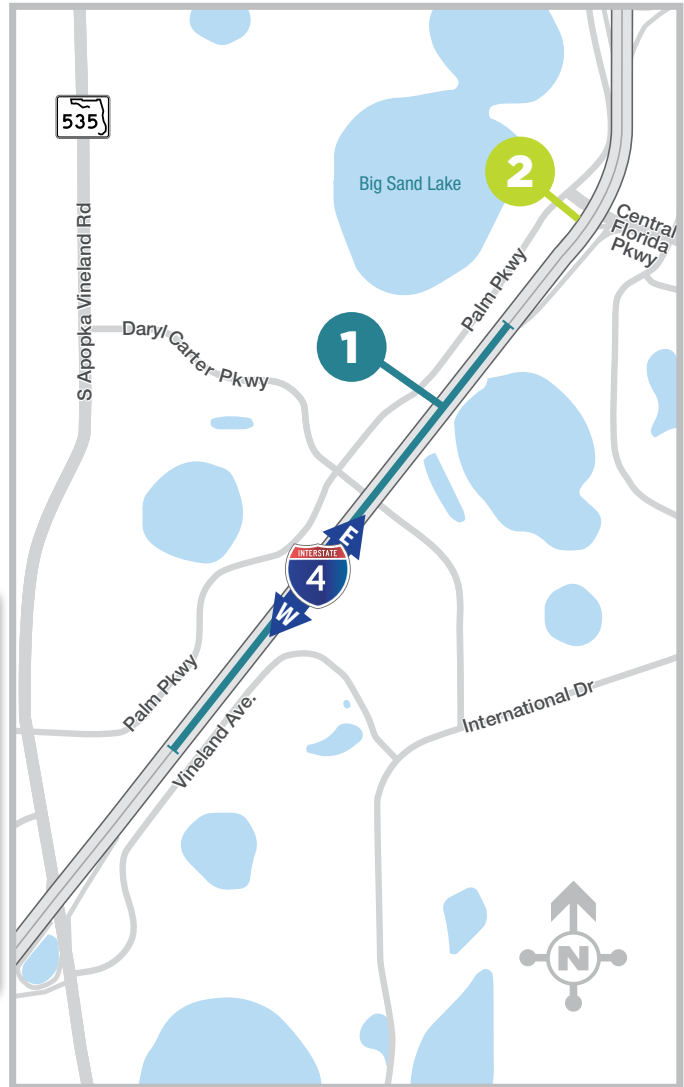 535
Big Sand Lake
2
Central
Florida
Pkwy
S Apopka Vineland Rd
Palm Pkwy
Daryl Carter Pkwy
1
E
INTERSTATE
4
W
Palm Pkwy
Vineland Ave.
International Dr
N